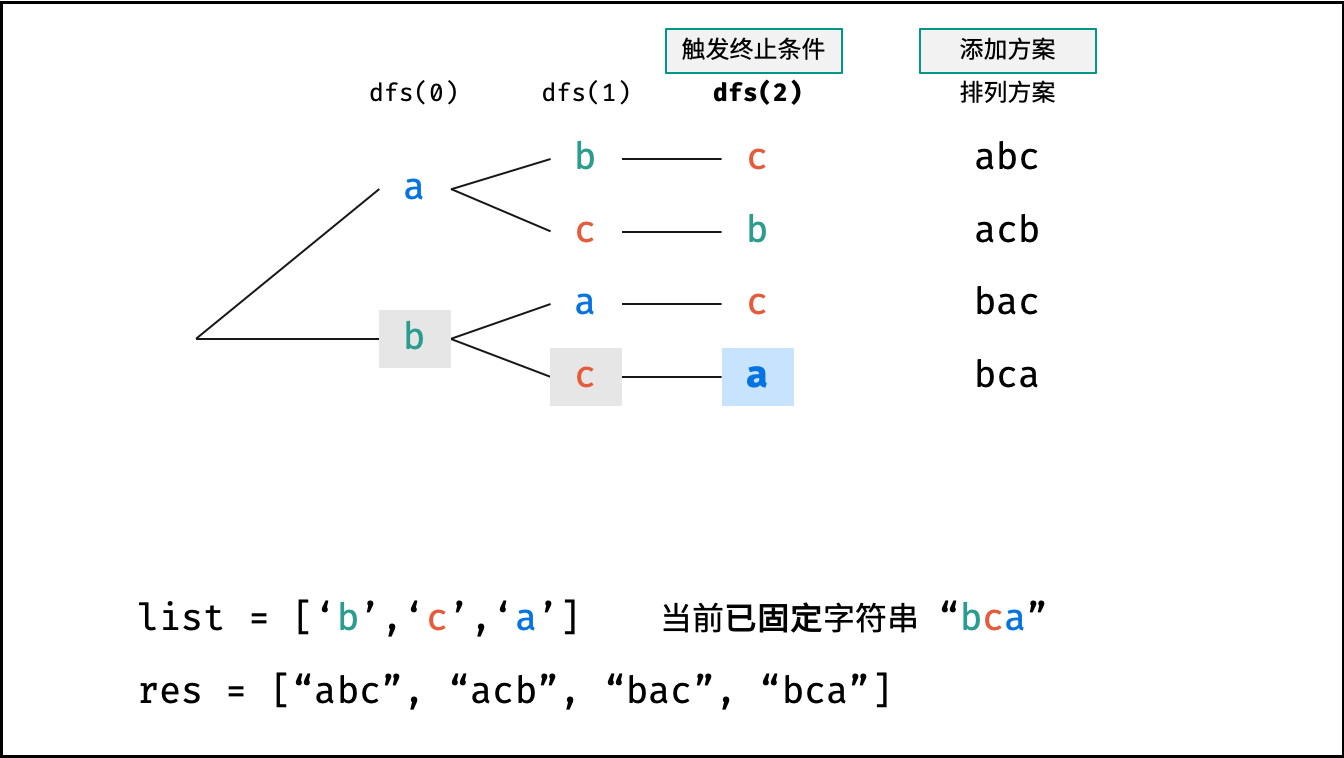 触发终止条件 添加方案
dfs(0) dfs(1) dfs(2) 排列方案
b c abc
a
c b acb
a c bac
b
c a bca
list = [‘b’,‘c’,‘a’] 当前已固定字符串 “bca”
res = [“abc”, “acb”, “bac”, “bca”]